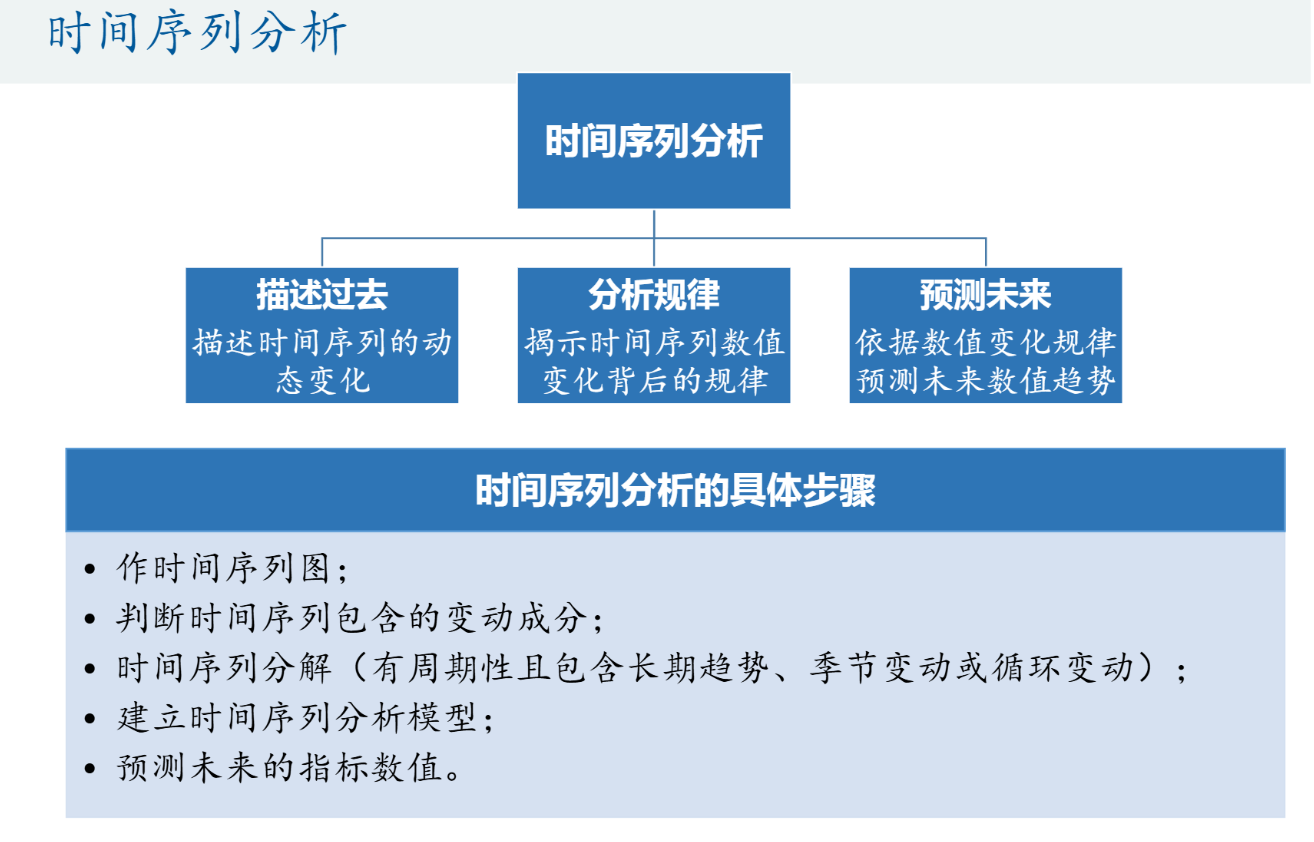 时间序列分析
时间序列分析
描述过去
描述时间序列的动
态变化
分析规律
揭示时间序列数值
变化背后的规律
预测未来
依据数值变化规律
预测未来数值趋势
时间序列分析的具体步骤
• 作时间序列图；
• 判断时间序列包含的变动成分；
• 时间序列分解（有周期性且包含长期趋势、季节变动或循环变动）；
• 建立时间序列分析模型；
• 预测未来的指标数值。